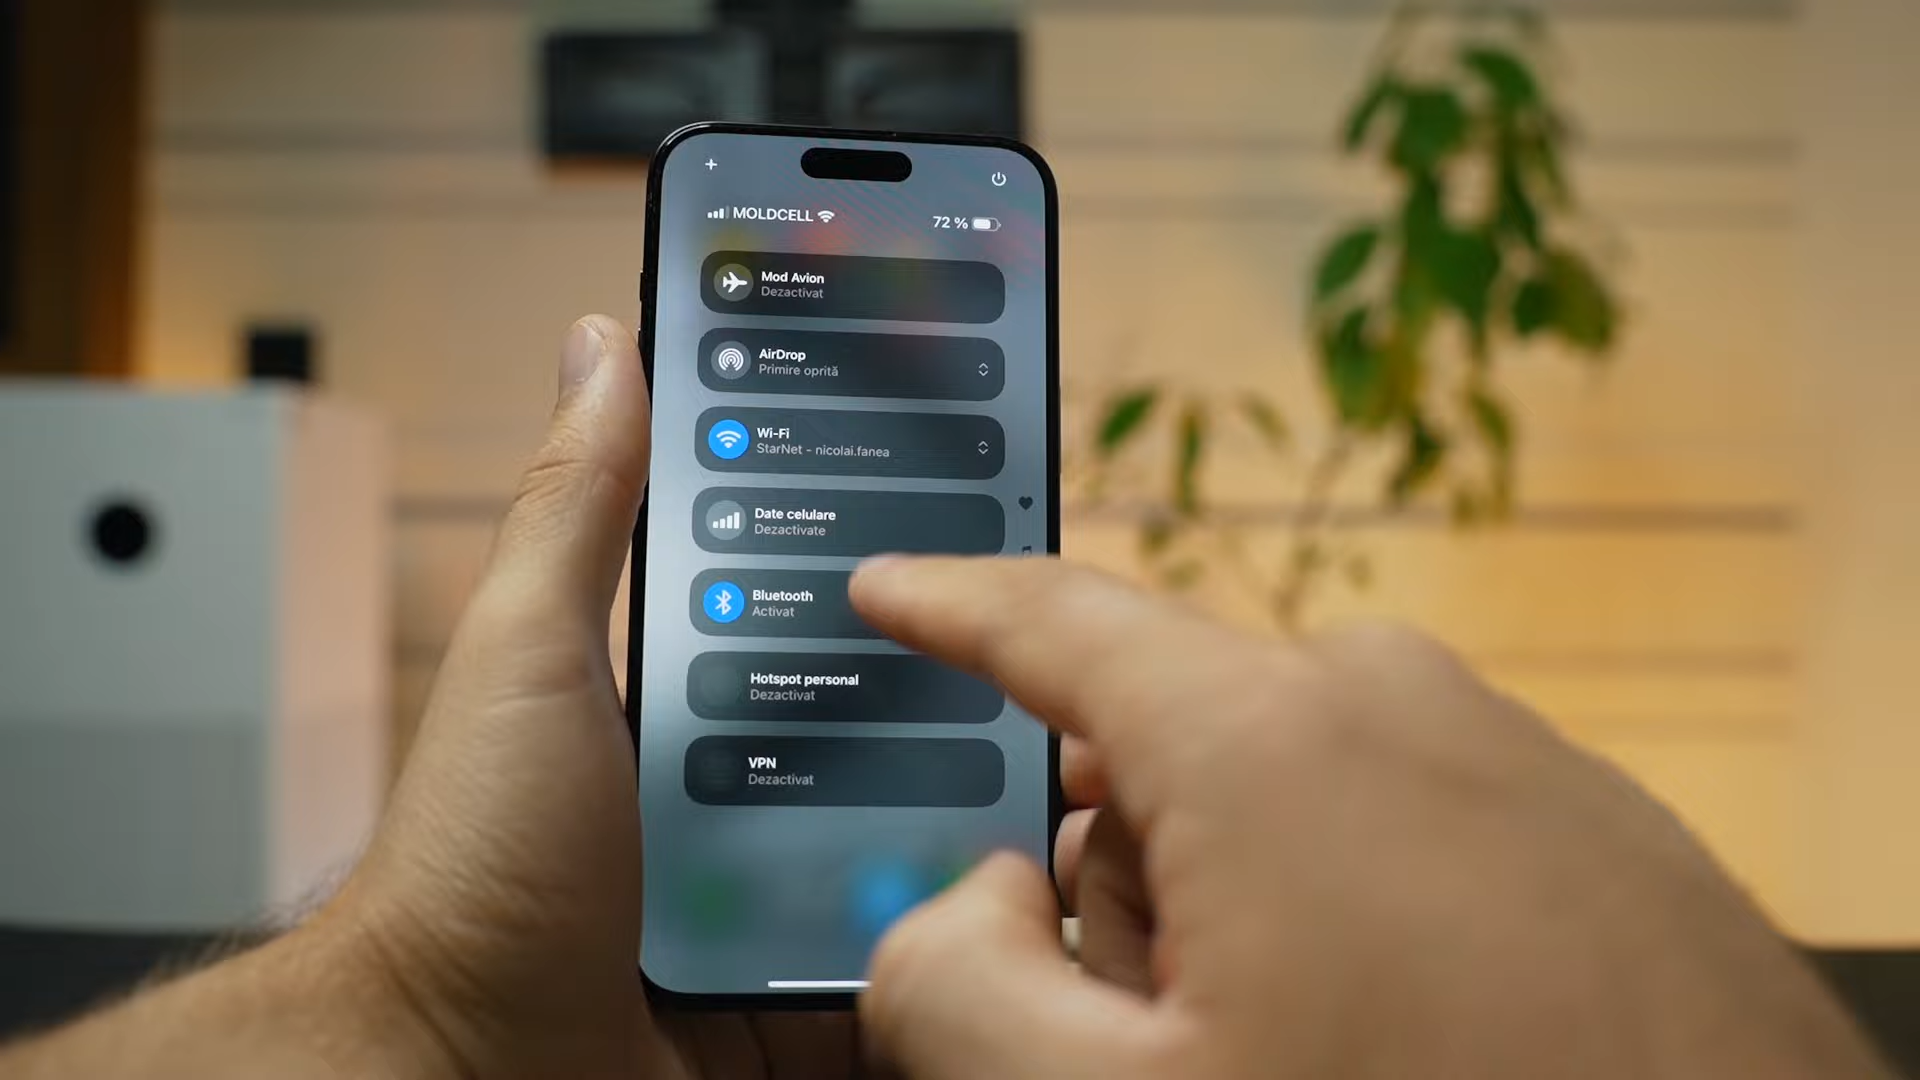 MOLDCELL
72 %
Mod Avion
Dezactivat
AirDrop
Primire oprită
Wi-Fi
StarNet - nicolai.fanea
Date celulare
Dezactivate
Bluetooth
Activat
Hotspot personal
Dezactivat
VPN
Dezactivat